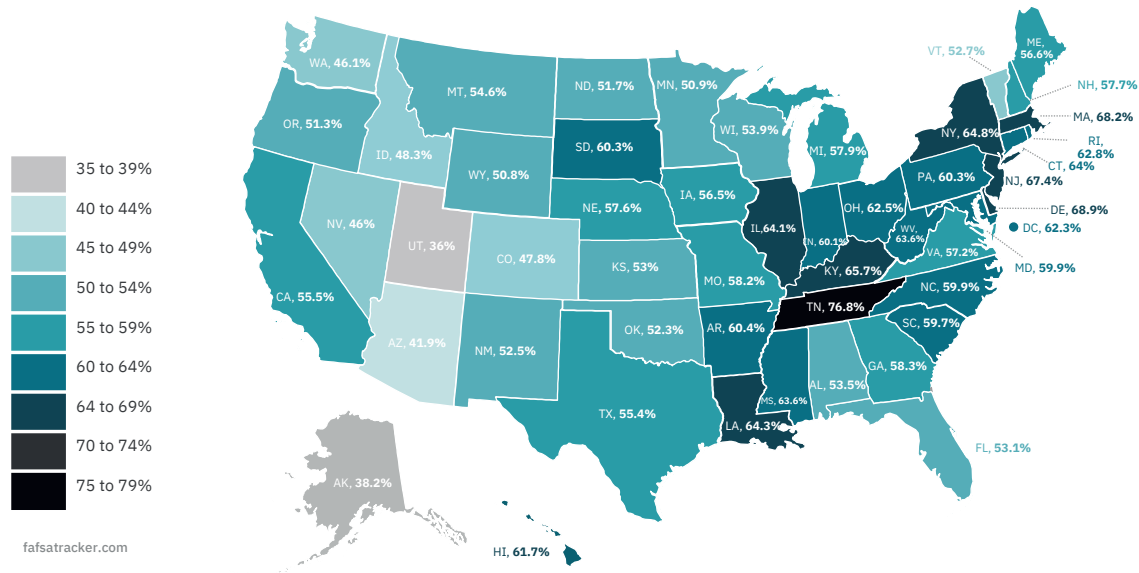 35 to 39%
40 to 44%
45 to 49%
50 to 54%
55 to 59%
60 to 64%
64 to 69%
70 to 74%
75 to 79%
fafsatracker.com
WA, 46.1%
OR, 51.3%
CA, 55.5%
NV, 46%
ID, 48.3%
MT, 54.6%
WY, 50.8%
UT, 36%
CO, 47.8%
AZ, 41.9%
NM, 52.5%
ND, 51.7%
SD, 60.3%
NE, 57.6%
KS, 53%
OK, 52.3%
TX, 55.4%
MN, 50.9%
IA, 56.5%
MO, 58.2%
AR, 60.4%
LA, 64.3%
WI, 53.9%
IL,64.1%
MI, 57.9%
IN, 60.1%
OH, 62.5%
KY, 65.7%
TN, 76.8%
MS, 63.6%
AL, 53.5%
GA, 58.3%
FL, 53.1%
SC, 59.7%
NC, 59.9%
VA, 57.2%
WV,
63.6%
PA, 60.3%
NY, 64.8%
VT, 52.7%
ME,
56.6%
NH, 57.7%
MA, 68.2%
RI,
62.8%
CT, 64%
NJ, 67.4%
DE, 68.9%
DC, 62.3%
MD, 59.9%
AK, 38.2%
HI, 61.7%